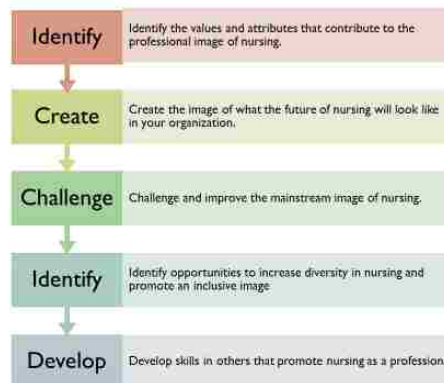 Identify
Identify the values and attributes that contribute to the
professional image of nursing.
Create
Create the image of what the future of nursing will look like
in your organization.
Challenge
Challenge and improve the mainstream image of nursing.
Identify
Identify opportunities to increase diversity in nursing and
promote an inclusive image
Develop
Develop skills in others that promote nursing as a profession